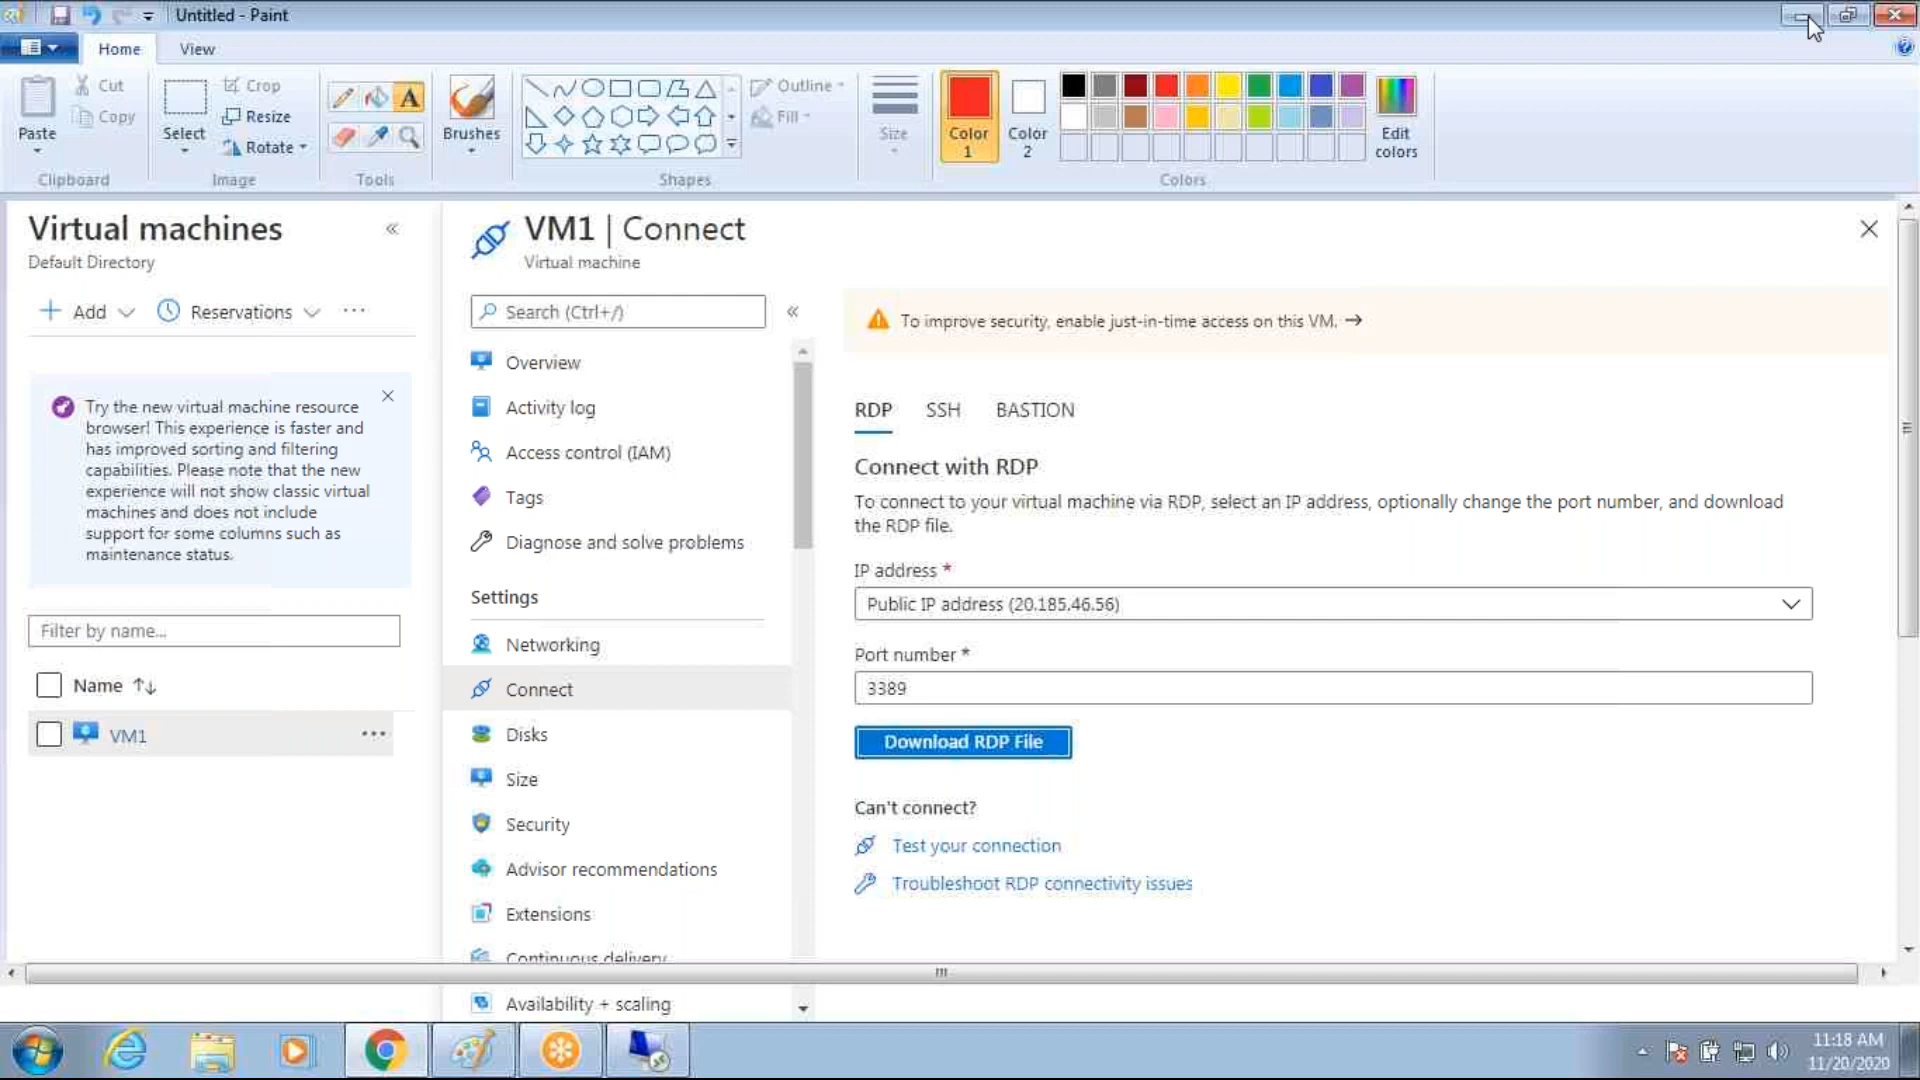 Untitled - Paint
Home
View
Paste
Cut
Copy
Clipboard
Select
Crop
Resize
Rotate
Image
A
Tools
Brushes
Outline
Fill
Shapes
Size
Color
1
Color
2
Edit
colors
Colors
Virtual machines
Default Directory
Add
Reservations
Try the new virtual machine resource
browser! This experience is faster and
has improved sorting and filtering
capabilities. Please note that the new
experience will not show classic virtual
machines and does not include
support for some columns such as
maintenance status.
Filter by name...
Name
VM1
VM1 | Connect
Virtual machine
Search (Ctrl+/)
Overview
Activity log
Access control (IAM)
Tags
Diagnose and solve problems
Settings
Networking
Connect
Disks
Size
Security
Advisor recommendations
Extensions
Continuous delivery
Availability + scaling
To improve security, enable just-in-time access on this VM. →
RDP
SSH
BASTION
Connect with RDP
To connect to your virtual machine via RDP, select an IP address, optionally change the port number, and download
the RDP file.
IP address *
Public IP address (20.185.46.56)
Port number *
3389
Download RDP File
Can't connect?
Test your connection
Troubleshoot RDP connectivity issues
11:18 AM
11/20/2020